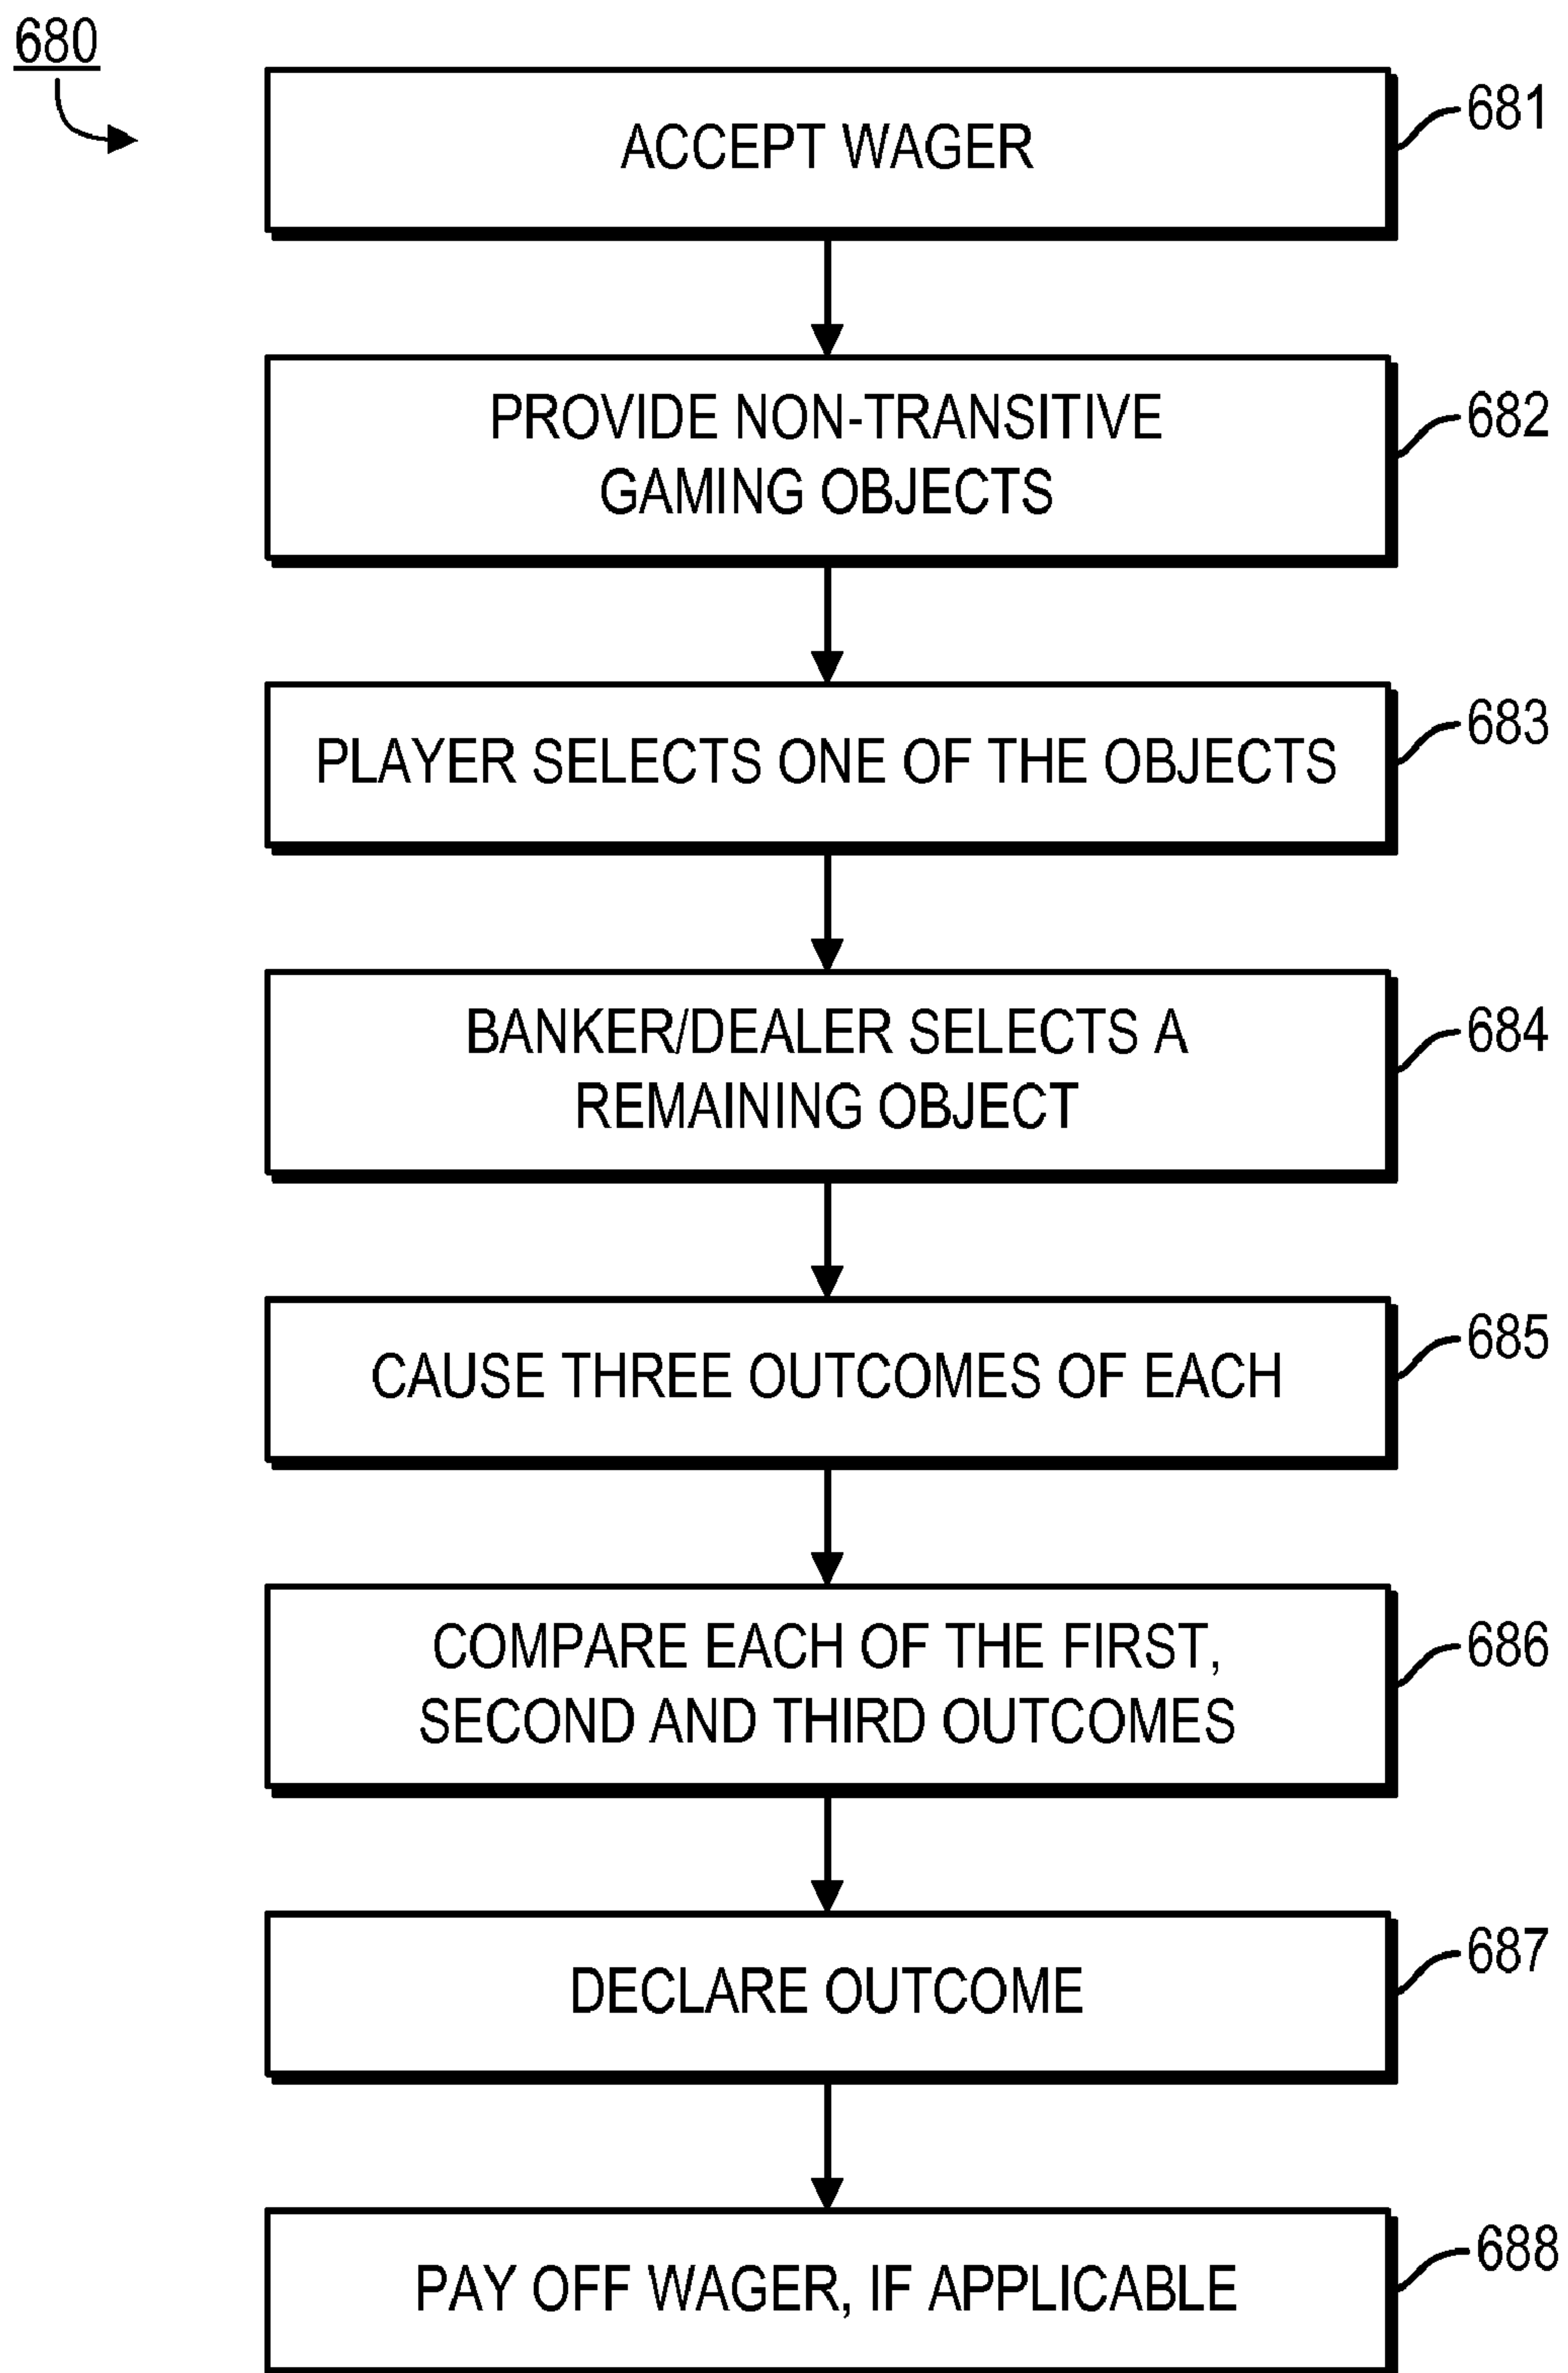 680
ACCEPT WAGER
681
PROVIDE NON-TRANSITIVE
GAMING OBJECTS
682
PLAYER SELECTS ONE OF THE OBJECTS
683
BANKER/DEALER SELECTS A
REMAINING OBJECT
684
CAUSE THREE OUTCOMES OF EACH
685
COMPARE EACH OF THE FIRST,
SECOND AND THIRD OUTCOMES
686
DECLARE OUTCOME
687
PAY OFF WAGER, IF APPLICABLE
688